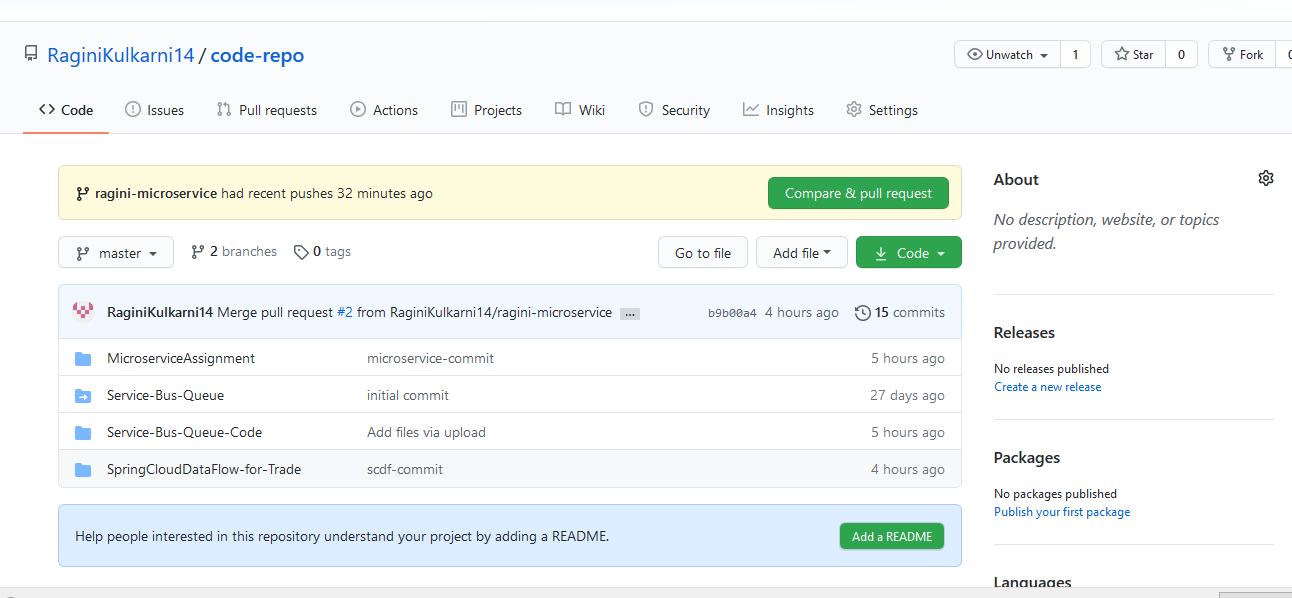 RaginiKulkarni14 / code-repo
Unwatch 1 Star 0 Fork
Code Issues Pull requests Actions Projects Wiki Security Insights Settings
ragini-microservice had recent pushes 32 minutes ago
Compare & pull request
master 2 branches 0 tags
Go to file Add file Code
RaginiKulkarni14 Merge pull request #2 from RaginiKulkarni14/ragini-microservice ...
b9b00a4 4 hours ago 15 commits
MicroserviceAssignment microservice-commit 5 hours ago
Service-Bus-Queue initial commit 27 days ago
Service-Bus-Queue-Code Add files via upload 5 hours ago
SpringCloudDataFlow-for-Trade scdf-commit 4 hours ago
Help people interested in this repository understand your project by adding a README.
Add a README
About
No description, website, or topics
provided.
Releases
No releases published
Create a new release
Packages
No packages published
Publish your first package
Languages